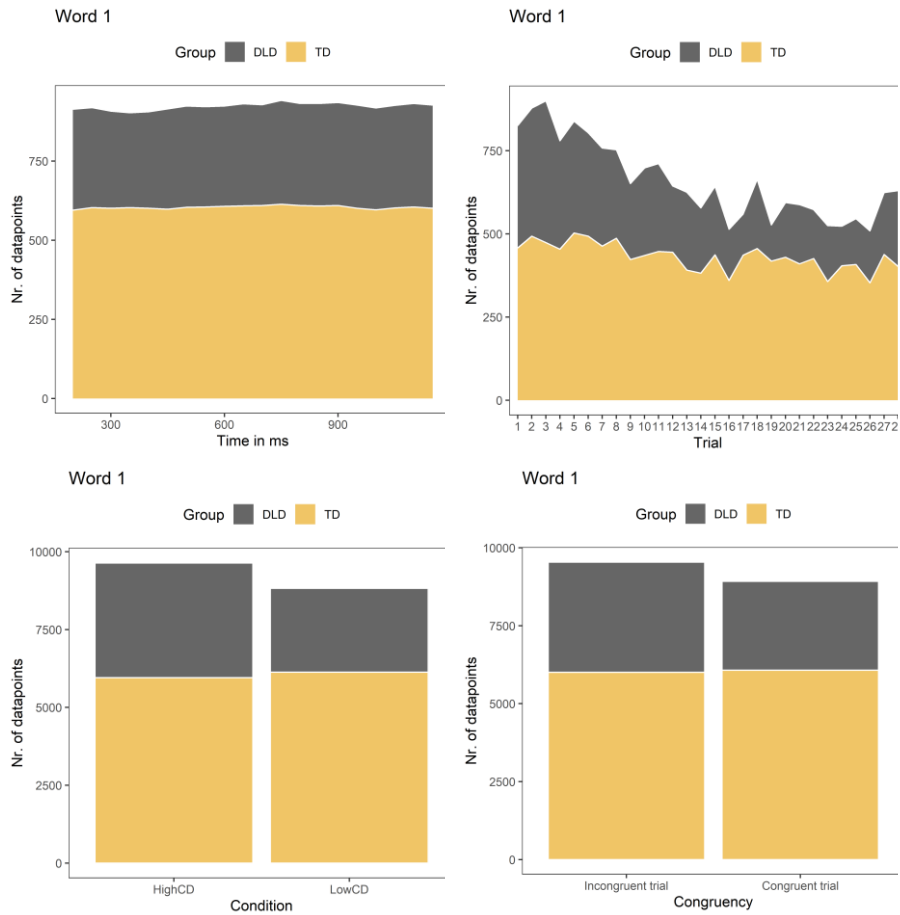 Word 1
Group DLD TD
Nr. of datapoints
750
500
250
0
300 600 900
Time in ms
Word 1
Group DLD TD
Nr. of datapoints
750
500
250
0
1 2 3 4 5 6 7 8 9 10 11 12 13 14 15 16 17 18 19 20 21 22 23 24 25 26 27 2
Trial
Word 1
Group DLD TD
Nr. of datapoints
10000
7500
5000
2500
0
HighCD LowCD
Condition
Word 1
Group DLD TD
Nr. of datapoints
10000
7500
5000
2500
0
Incongruent trial Congruent trial
Congruency